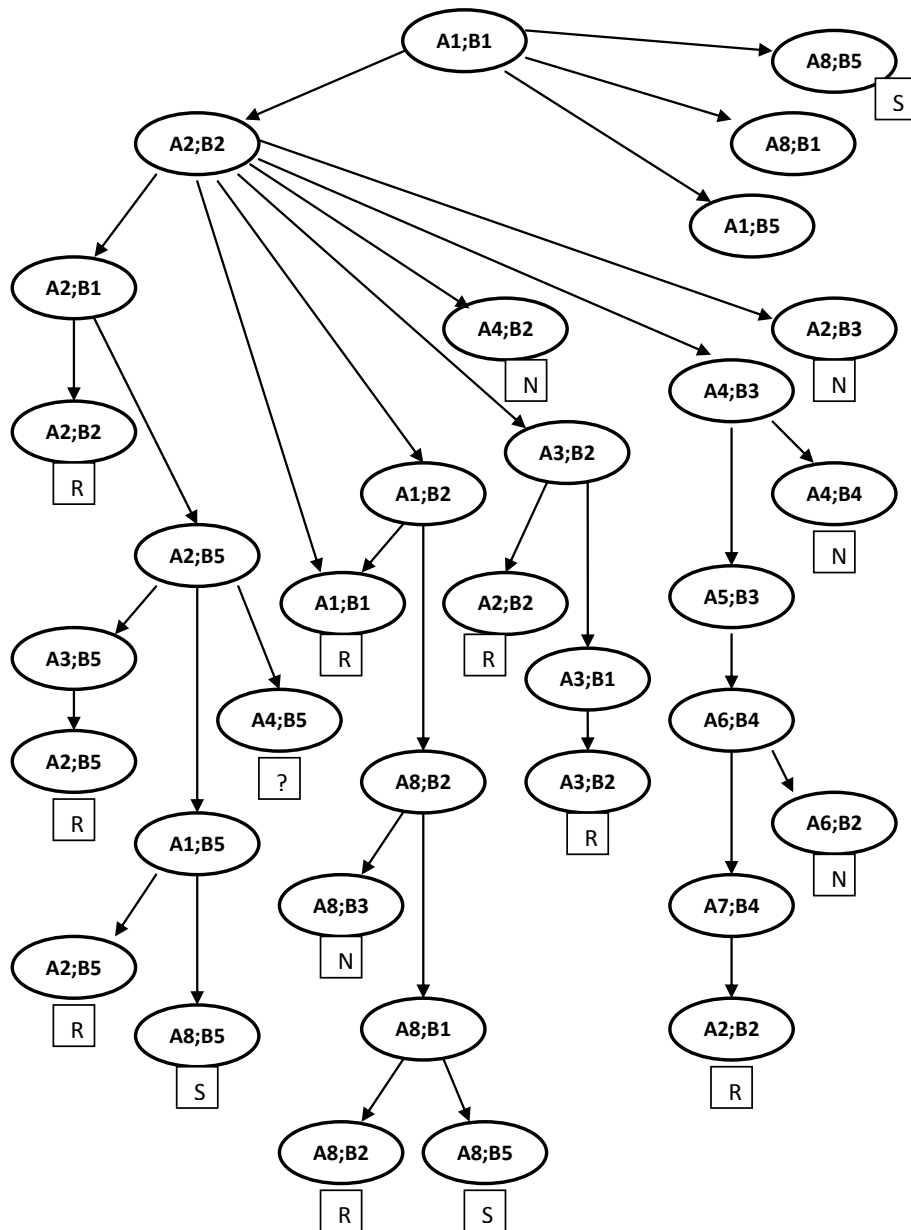 A1;B1
A8;B5
S
A2;B2
A8;B1
A1;B5
A2;B1
A4;B2
N
A2;B3
N
A4;B3
A2;B2
R
A3;B2
A1;B2
A4;B4
N
A2;B5
A1;B1
R
A2;B2
R
A5;B3
A3;B5
A3;B1
A4;B5
?
A6;B4
A2;B5
R
A8;B2
A3;B2
R
A6;B2
N
A1;B5
A8;B3
N
A7;B4
A2;B5
R
A8;B5
S
A8;B1
A2;B2
R
A8;B2
R
A8;B5
S